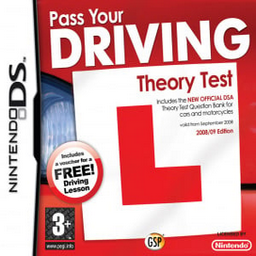 Pass Your
DRIVING
Theory Test
Includes the NEW OFFICIAL DSA
Theory Test Question Bank for
cars and motorcycles
valid from September 2008
2008/09 Edition
NINTENDO DS
Includes
a voucher for a
FREE!
Driving
Lesson
L
3+
www.pegi.info
GSP
Nintendo